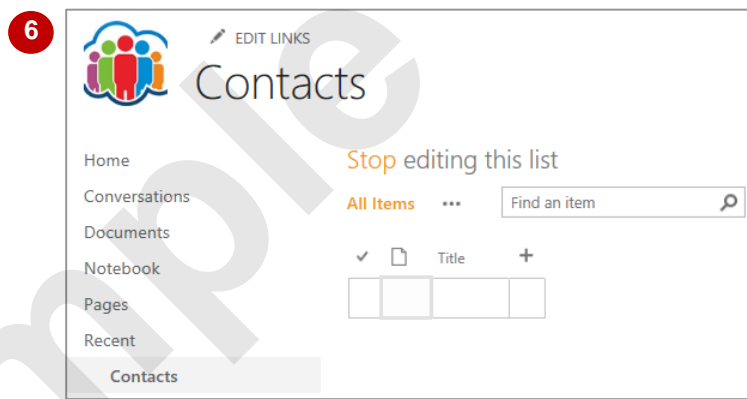 6
EDIT LINKS
Contacts
Home
Conversations
Documents
Notebook
Pages
Recent
Contacts
Stop editing this list
All Items ••• Find an item
Title +
mple